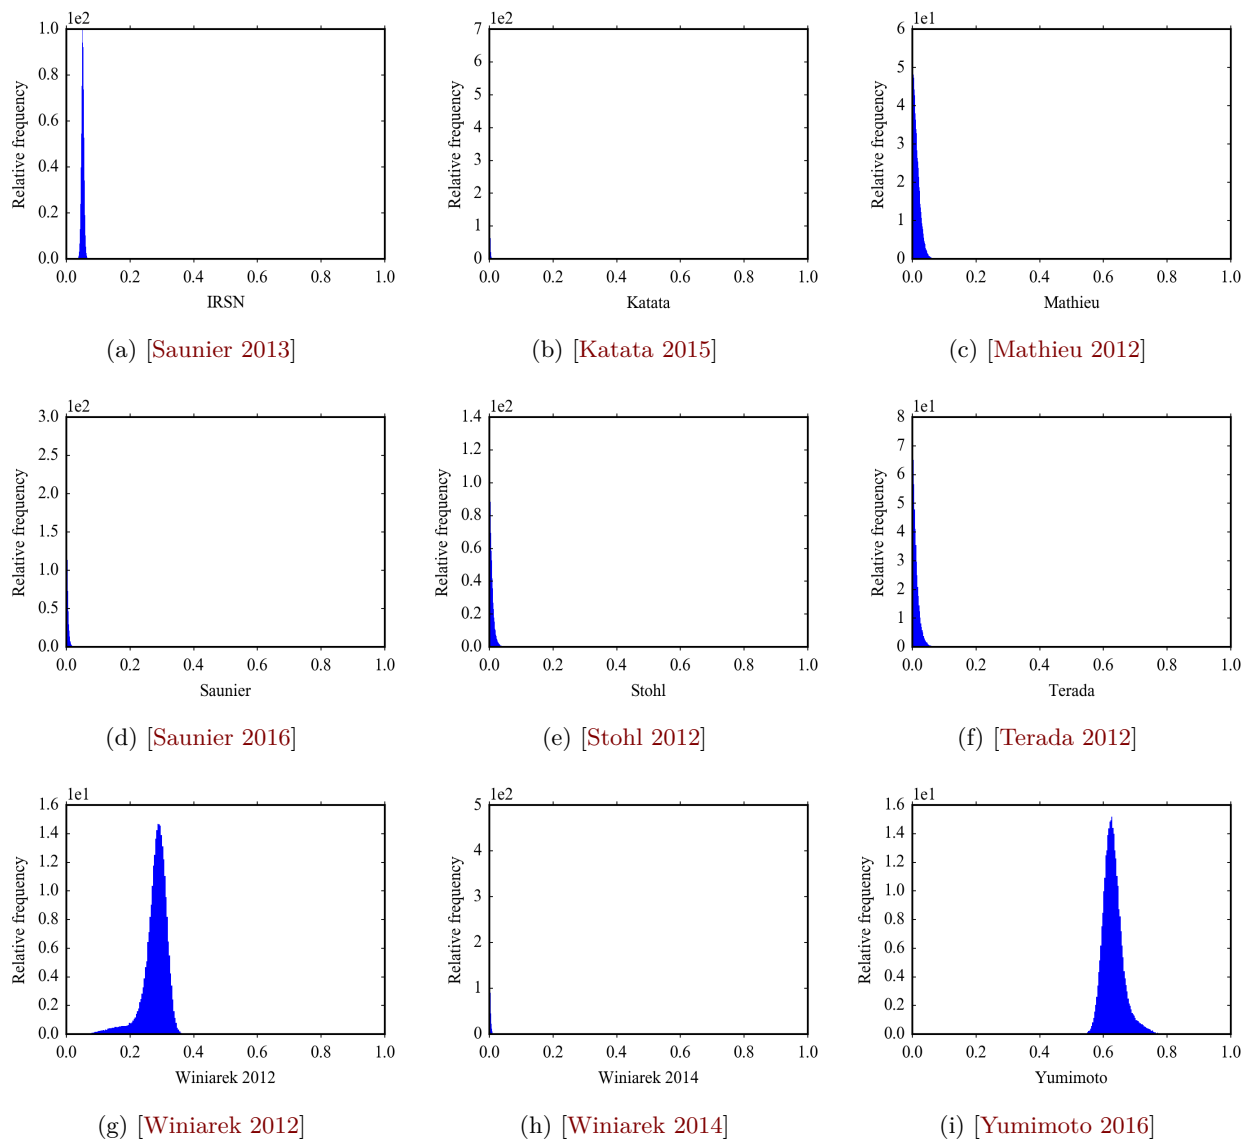 1e2
1.0
0.8
0.6
0.4
0.2
0.0
Relative frequency
0.0 0.2 0.4 0.6 0.8 1.0
IRSN
(a) [Saunier 2013]
1e2
7
6
5
4
3
2
1
0
Relative frequency
0.0 0.2 0.4 0.6 0.8 1.0
Katata
(b) [Katata 2015]
1e1
6
5
4
3
2
1
0
Relative frequency
0.0 0.2 0.4 0.6 0.8 1.0
Mathieu
(c) [Mathieu 2012]
1e2
3.0
2.5
2.0
1.5
1.0
0.5
0.0
Relative frequency
0.0 0.2 0.4 0.6 0.8 1.0
Saunier
(d) [Saunier 2016]
1e2
1.4
1.2
1.0
0.8
0.6
0.4
0.2
0.0
Relative frequency
0.0 0.2 0.4 0.6 0.8 1.0
Stohl
(e) [Stohl 2012]
1e1
8
7
6
5
4
3
2
1
0
Relative frequency
0.0 0.2 0.4 0.6 0.8 1.0
Terada
(f) [Terada 2012]
1e1
1.6
1.4
1.2
1.0
0.8
0.6
0.4
0.2
0.0
Relative frequency
0.0 0.2 0.4 0.6 0.8 1.0
Winiarek 2012
(g) [Winiarek 2012]
1e2
5
4
3
2
1
0
Relative frequency
0.0 0.2 0.4 0.6 0.8 1.0
Winiarek 2014
(h) [Winiarek 2014]
1e1
1.6
1.4
1.2
1.0
0.8
0.6
0.4
0.2
0.0
Relative frequency
0.0 0.2 0.4 0.6 0.8 1.0
Yumimoto
(i) [Yumimoto 2016]